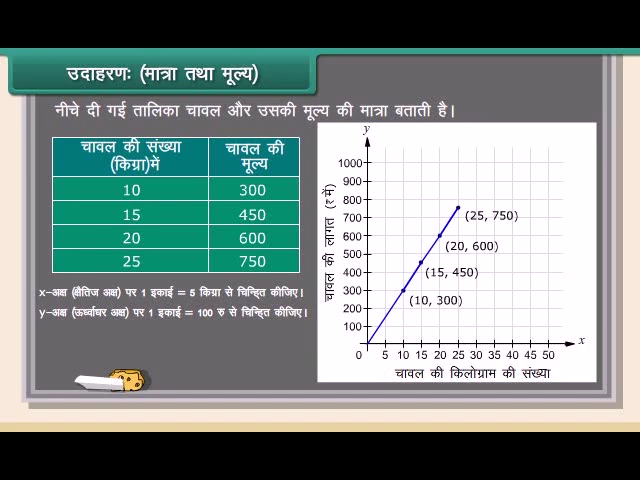 उदाहरणः (मात्रा तथा मूल्य)
नीचे दी गई तालिका चावल और उसकी मूल्य की मात्रा बताती है।
चावल की संख्या (किग्रा)में चावल की मूल्य
10 300
15 450
20 600
25 750
x-अक्ष (क्षैतिज अक्ष) पर 1 इकाई = 5 किग्रा से चिन्हित कीजिए।
y-अक्ष (ऊर्ध्वाधर अक्ष) पर 1 इकाई = 100 रु से चिन्हित कीजिए।
y
चावल की लागत (₹ में)
1000
900
800
700
600
500
400
300
200
100
(25, 750)
(20, 600)
(15, 450)
(10, 300)
x
0 5 10 15 20 25 30 35 40 45 50
चावल की किलोग्राम की संख्या